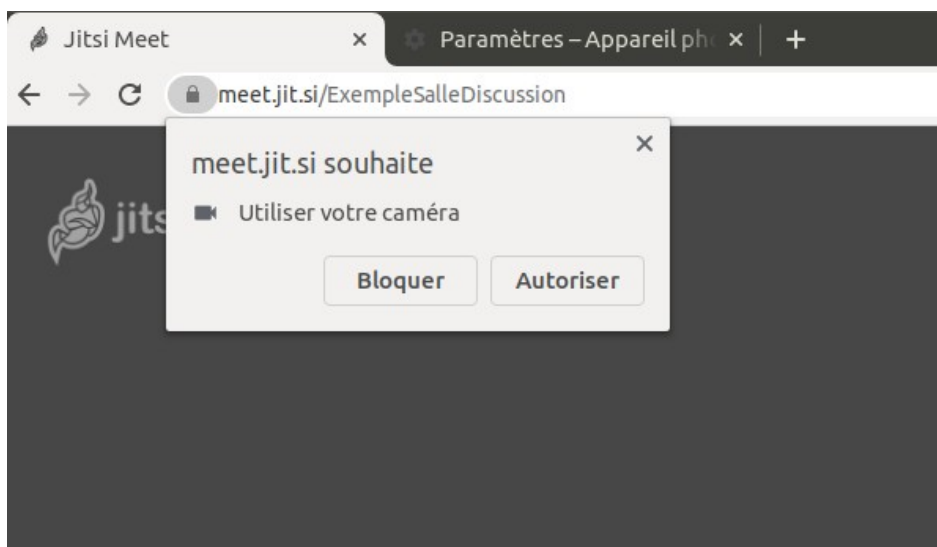 Jitsi Meet
Paramètres – Appareil ph
meet.jit.si/ExempleSalleDiscussion
jits
meet.jit.si souhaite
Utiliser votre caméra
Bloquer
Autoriser